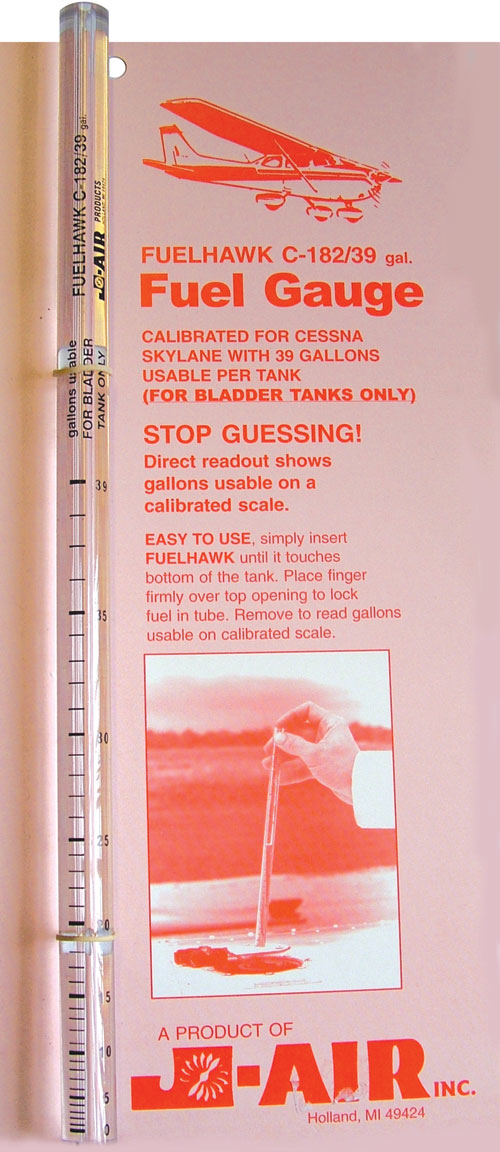 FUELHAWK C-182/39 gal.
J-AIR PRODUCTS
gallons usable
FOR BLADDER
TANK ONLY
39
35
30
25
20
15
10
5
0
FUELHAWK C-182/39 gal.
Fuel Gauge
CALIBRATED FOR CESSNA
SKYLANE WITH 39 GALLONS
USABLE PER TANK
(FOR BLADDER TANKS ONLY)
STOP GUESSING!
Direct readout shows
gallons usable on a
calibrated scale.
EASY TO USE, simply insert
FUELHAWK until it touches
bottom of the tank. Place finger
firmly over top opening to lock
fuel in tube. Remove to read gallons
usable on calibrated scale.
A PRODUCT OF
J-AIR INC.
Holland, MI 49424